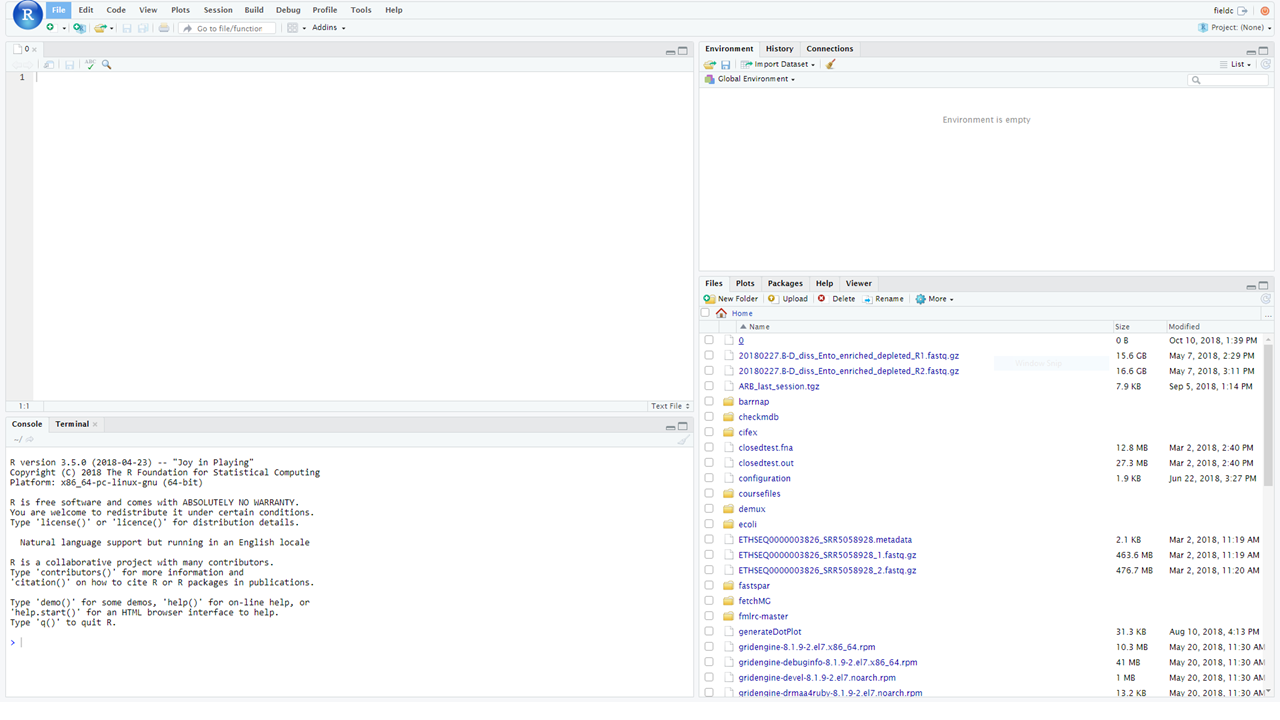 R File Edit Code View Plots Session Build Debug Profile Tools Help fieldc
Go to file/function Addins Project: (None)
0
ABC
1
1:1 Text File
Console Terminal
~/
R version 3.5.0 (2018-04-23) -- "Joy in Playing"
Copyright (C) 2018 The R Foundation for Statistical Computing
Platform: x86_64-pc-linux-gnu (64-bit)
R is free software and comes with ABSOLUTELY NO WARRANTY.
You are welcome to redistribute it under certain conditions.
Type 'license()' or 'licence()' for distribution details.
Natural language support but running in an English locale
R is a collaborative project with many contributors.
Type 'contributors()' for more information and
'citation()' on how to cite R or R packages in publications.
Type 'demo()' for some demos, 'help()' for on-line help, or
'help.start()' for an HTML browser interface to help.
Type 'q()' to quit R.
>
Environment History Connections
Import Dataset List
Global Environment
Environment is empty
Files Plots Packages Help Viewer
New Folder Upload Delete Rename More
Home ...
Name Size Modified
0 0 B Oct 10, 2018, 1:39 PM
20180227.B-D_diss_Ento_enriched_depleted_R1.fastq.gz 15.6 GB May 7, 2018, 2:29 PM
20180227.B-D_diss_Ento_enriched_depleted_R2.fastq.gz 16.6 GB May 7, 2018, 3:11 PM
ARB_last_session.tgz 7.9 KB Sep 5, 2018, 1:14 PM
barrnap
checkmdb
cifex
closedtest.fna 12.8 MB Mar 2, 2018, 2:40 PM
closedtest.out 27.3 MB Mar 2, 2018, 2:40 PM
configuration 1.9 KB Jun 22, 2018, 3:27 PM
coursefiles
demux
ecoli
ETHSEQ0000003826_SRR5058928.metadata 2.1 KB Mar 2, 2018, 11:19 AM
ETHSEQ0000003826_SRR5058928_1.fastq.gz 463.6 MB Mar 2, 2018, 11:19 AM
ETHSEQ0000003826_SRR5058928_2.fastq.gz 476.7 MB Mar 2, 2018, 11:20 AM
fastspar
fetchMG
fmlrc-master
generateDotPlot 31.3 KB Aug 10, 2018, 4:13 PM
gridengine-8.1.9-2.el7.x86_64.rpm 10.3 MB May 20, 2018, 11:30 AM
gridengine-debuginfo-8.1.9-2.el7.x86_64.rpm 41 MB May 20, 2018, 11:30 AM
gridengine-devel-8.1.9-2.el7.noarch.rpm 1 MB May 20, 2018, 11:30 AM
gridengine-drmaa4ruby-8.1.9-2.el7.noarch.rpm 13.2 KB May 20, 2018, 11:30 AM